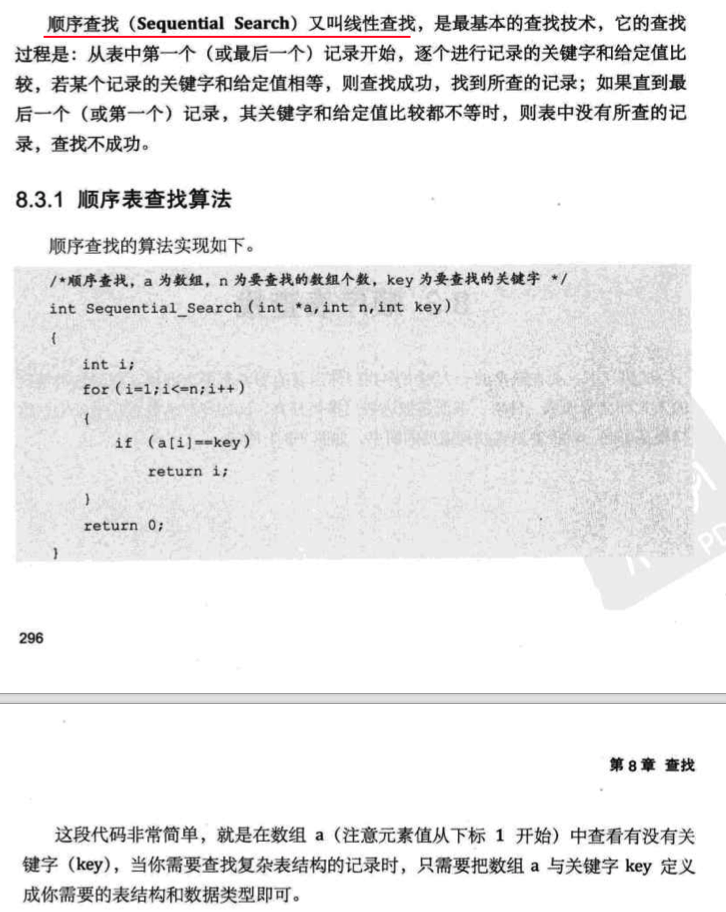 顺序查找（Sequential Search）又叫线性查找，是最基本的查找技术，它的查找
过程是：从表中第一个（或最后一个）记录开始，逐个进行记录的关键字和给定值比
较，若某个记录的关键字和给定值相等，则查找成功，找到所查的记录；如果直到最
后一个（或第一个）记录，其关键字和给定值比较都不等时，则表中没有所查的记
录，查找不成功。
8.3.1 顺序表查找算法
顺序查找的算法实现如下。
/*顺序查找，a 为数组，n 为要查找的数组个数，key 为要查找的关键字 */
int Sequential_Search(int *a,int n,int key)
{
int i;
for(i=1;i<=n;i++)
{
if (a[i]==key)
return i;
}
return 0;
}
296
第 8 章 查找
这段代码非常简单，就是在数组 a（注意元素值从下标 1 开始）中查看有没有关
键字（key），当你需要查找复杂表结构的记录时，只需要把数组 a 与关键字 key 定义
成你需要的表结构和数据类型即可。